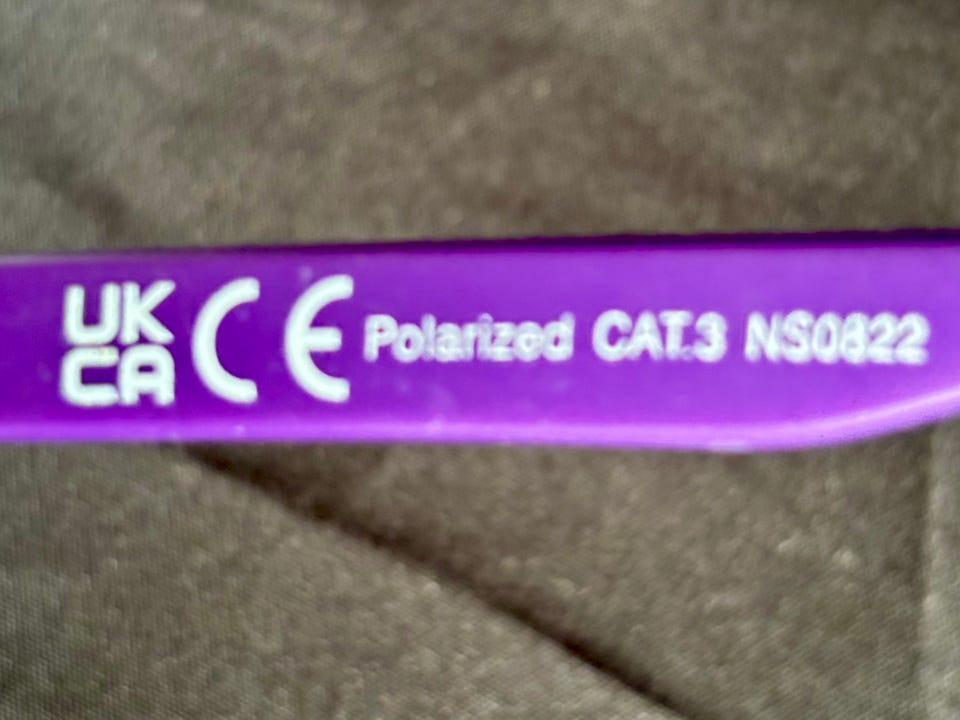 UK
CA
CE Polarized CAT.3 NS0822